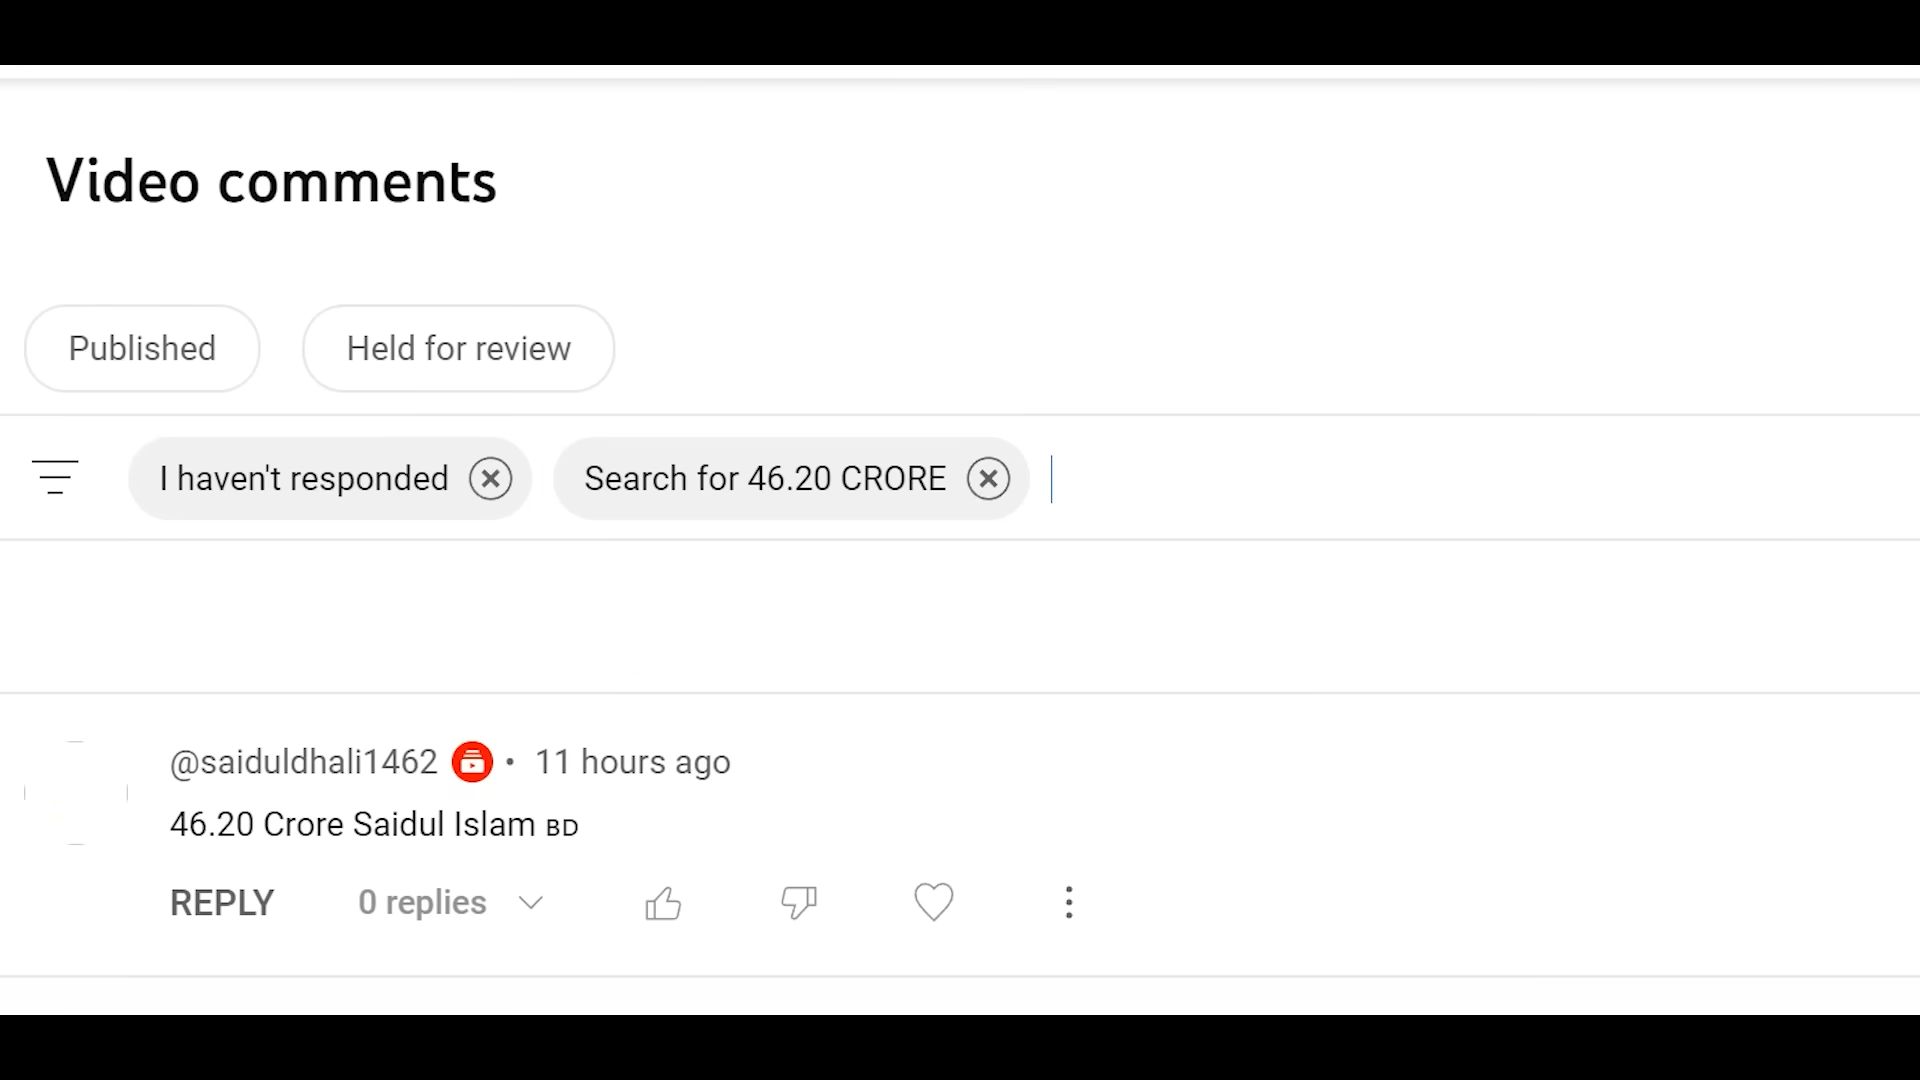 Video comments
Published Held for review
I haven't responded Search for 46.20 CRORE
@saiduldhali1462 • 11 hours ago
46.20 Crore Saidul Islam BD
REPLY 0 replies